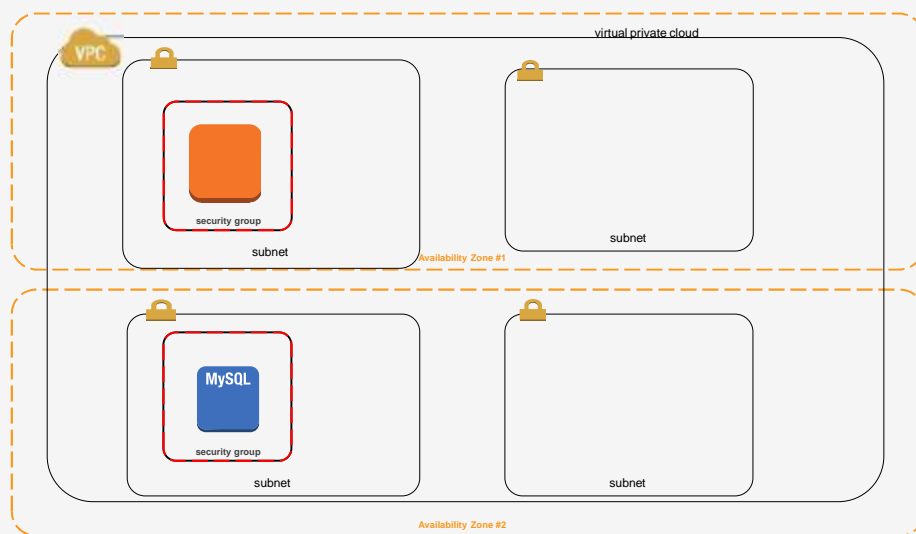 virtual private cloud
VPC
security group
subnet
subnet
Availability Zone #1
MySQL
security group
subnet
subnet
Availability Zone #2